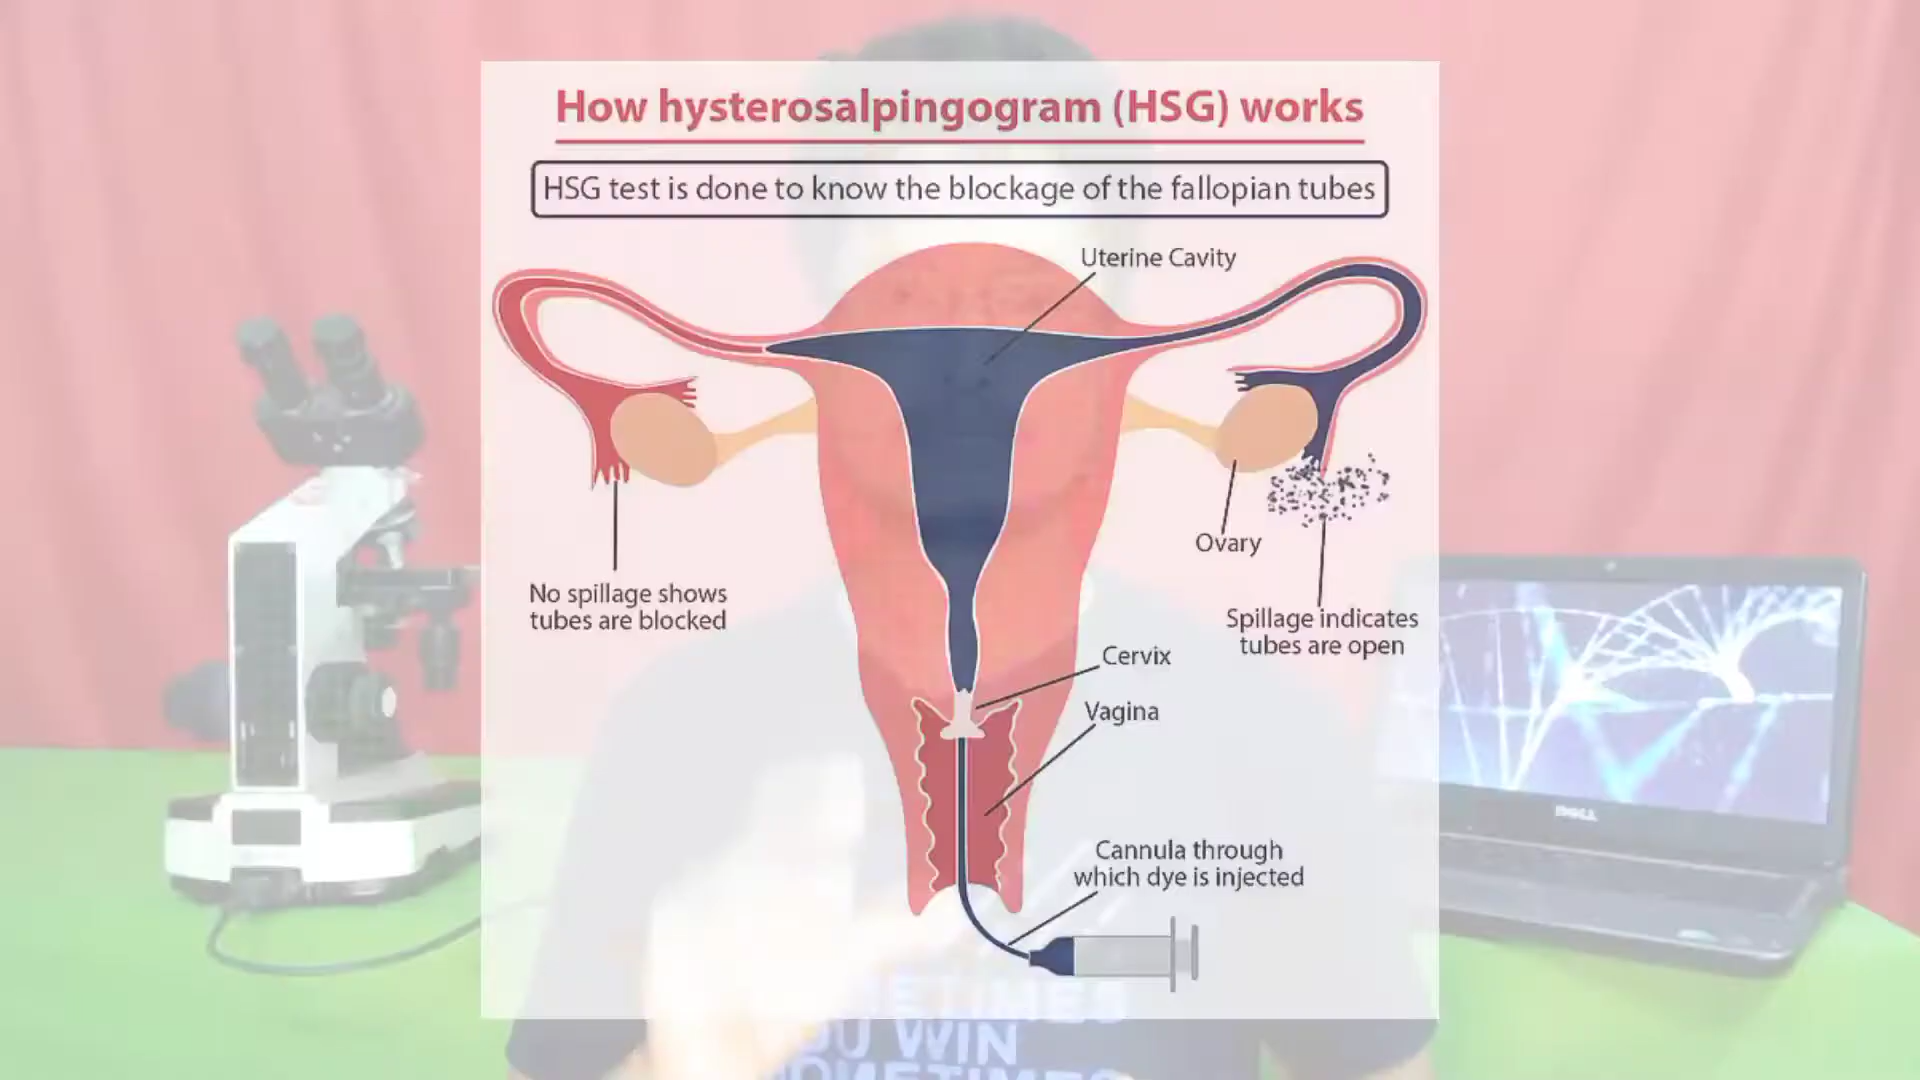 How hysterosalpingogram (HSG) works
HSG test is done to know the blockage of the fallopian tubes
Uterine Cavity
Ovary
No spillage shows
tubes are blocked
Spillage indicates
tubes are open
Cervix
Vagina
Cannula through
which dye is injected
DELL
WIN